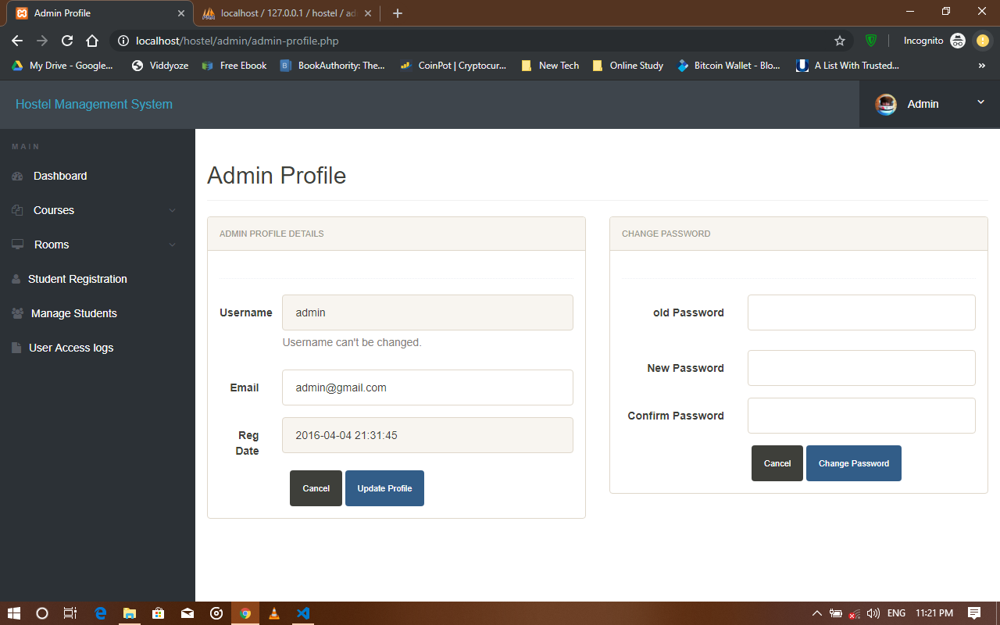 Admin Profile
localhost / 127.0.0.1 / hostel / ad
localhost/hostel/admin/admin-profile.php
Incognito
My Drive - Google...
Viddyoze
Free Ebook
BookAuthority: The...
CoinPot | Cryptocur...
New Tech
Online Study
Bitcoin Wallet - Blo...
A List With Trusted...
Hostel Management System
Admin
MAIN
Dashboard
Courses
Rooms
Student Registration
Manage Students
User Access logs
Admin Profile
ADMIN PROFILE DETAILS
Username
admin
Username can't be changed.
Email
admin@gmail.com
Reg
Date
2016-04-04 21:31:45
Cancel
Update Profile
CHANGE PASSWORD
old Password
New Password
Confirm Password
Cancel
Change Password
ENG
11:21 PM